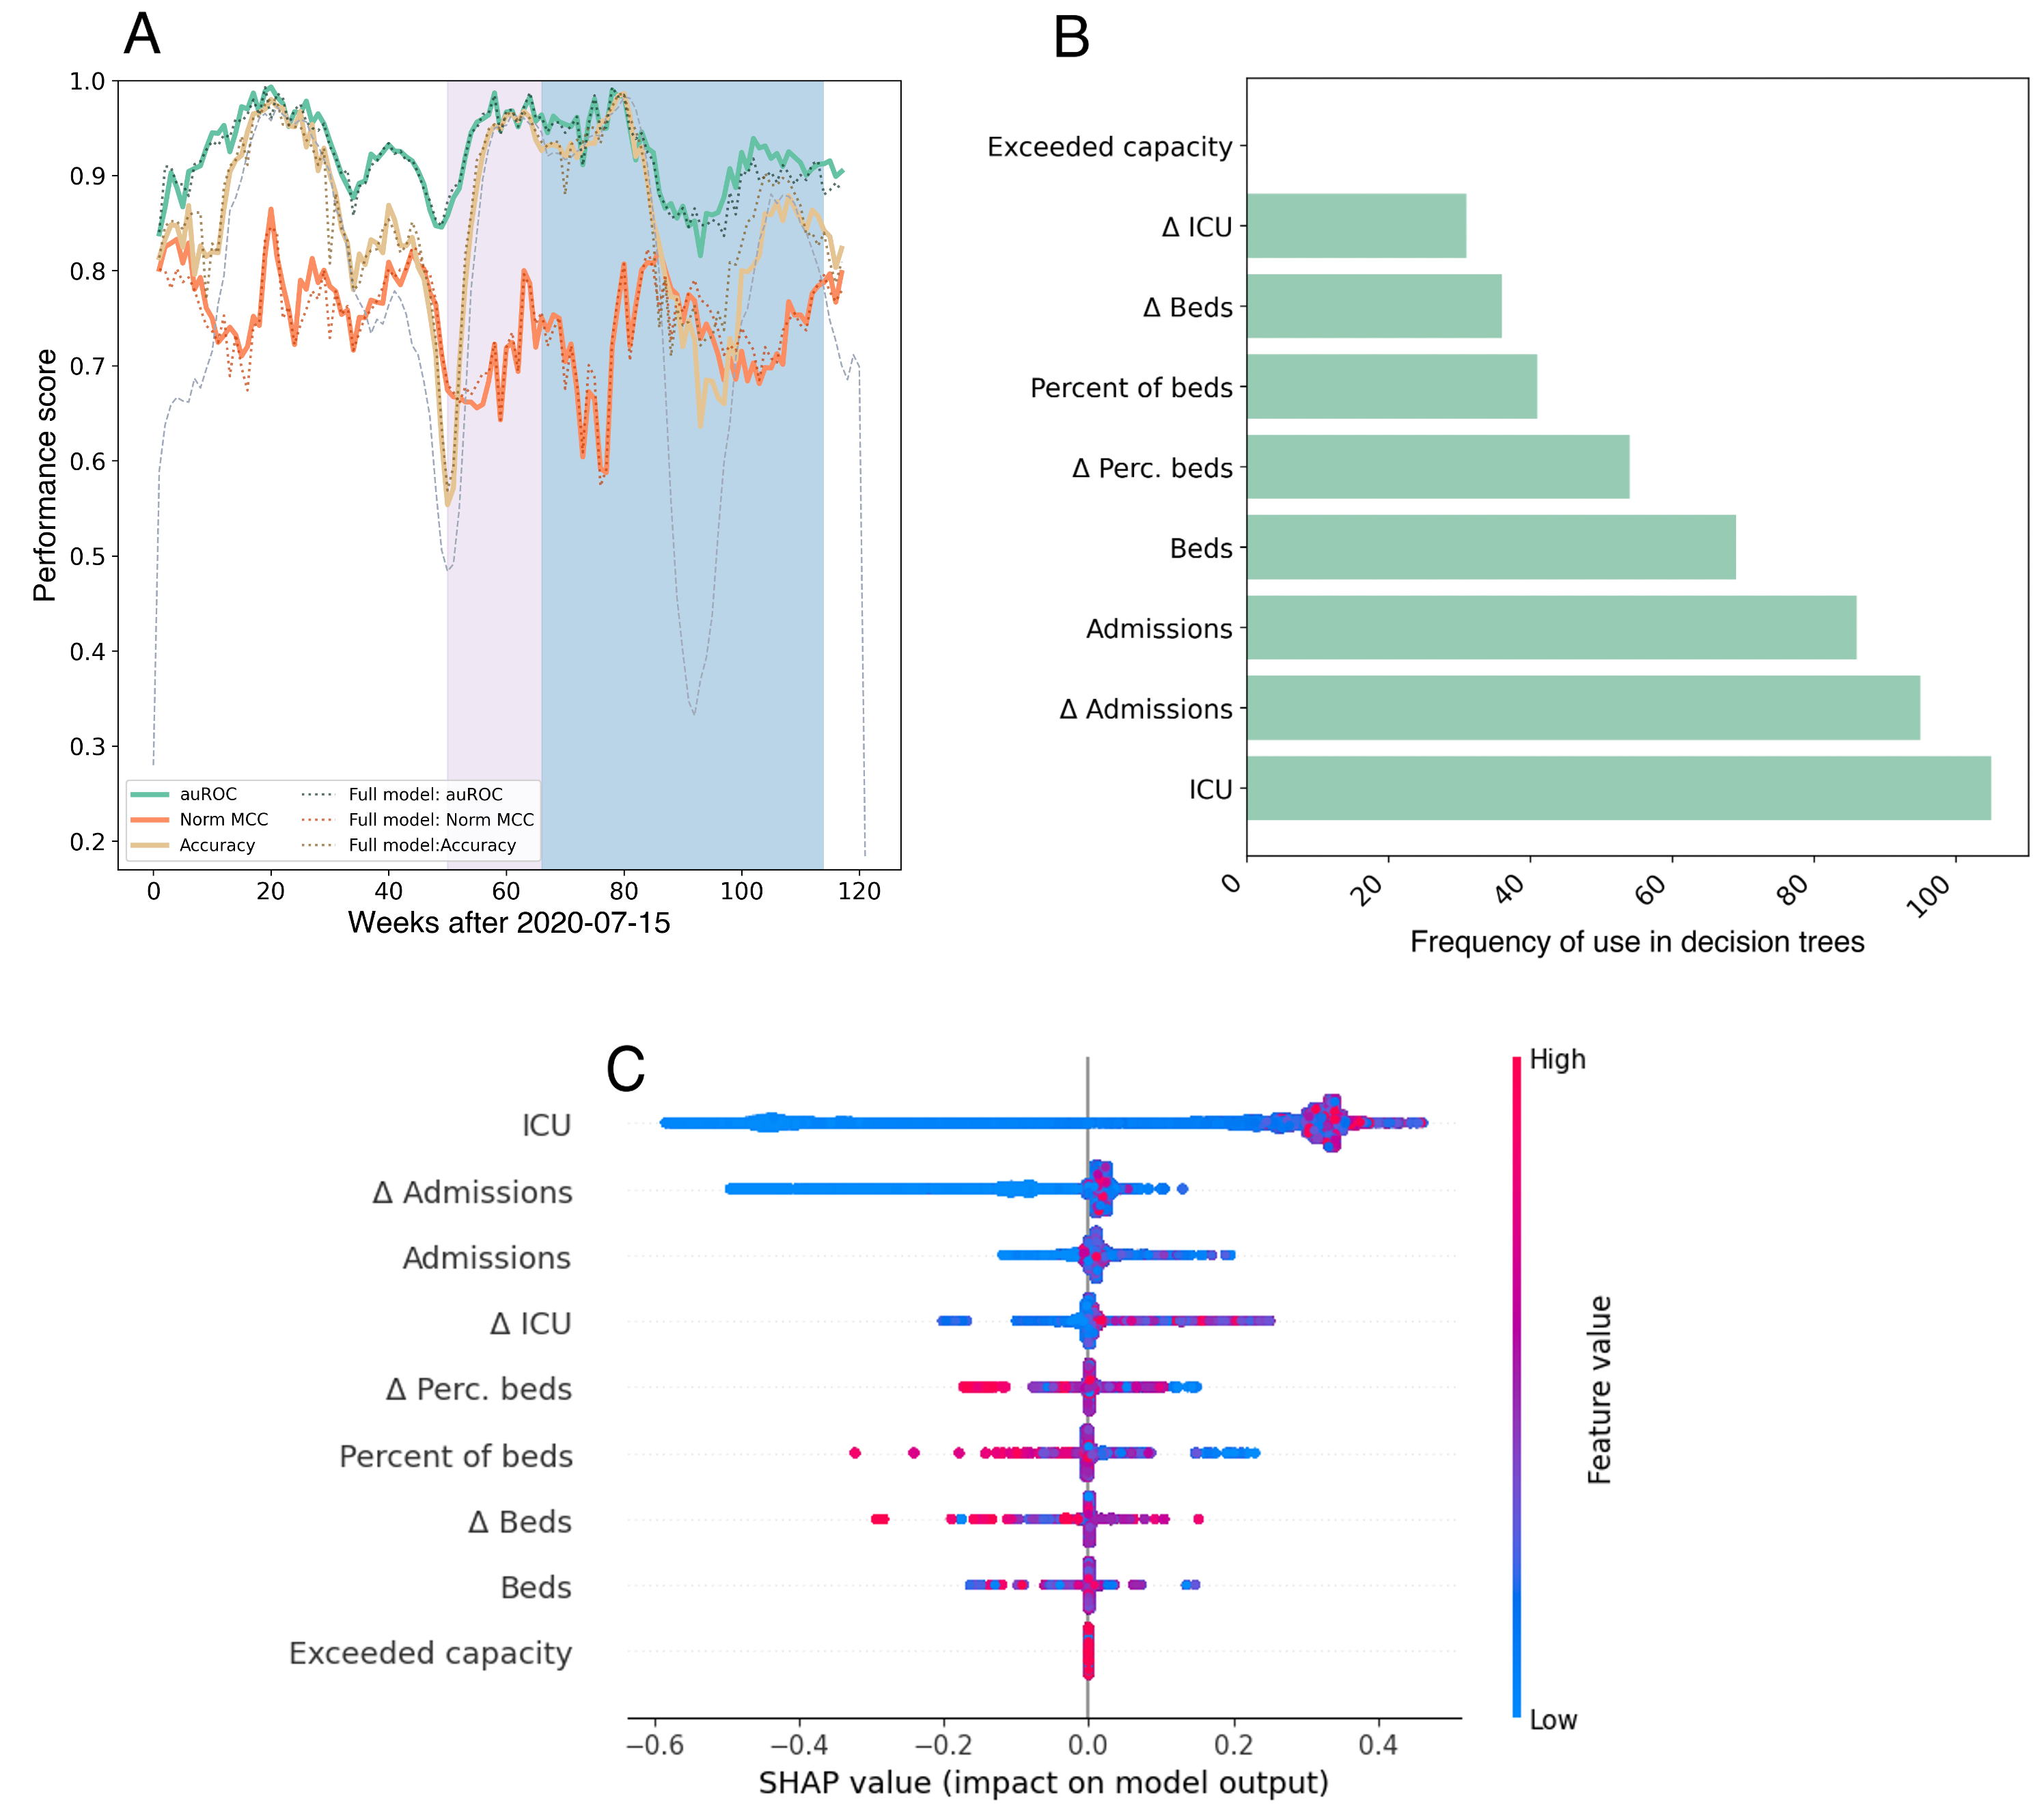 A
1.0
0.9
0.8
0.7
0.6
0.5
0.4
0.3
0.2
Performance score
auROC
Norm MCC
Accuracy
Full model: auROC
Full model: Norm MCC
Full model:Accuracy
0 20 40 60 80 100 120
Weeks after 2020-07-15
B
Exceeded capacity
Δ ICU
Δ Beds
Percent of beds
Δ Perc. beds
Beds
Admissions
Δ Admissions
ICU
0 20 40 60 80 100
Frequency of use in decision trees
C
ICU
Δ Admissions
Admissions
Δ ICU
Δ Perc. beds
Percent of beds
Δ Beds
Beds
Exceeded capacity
−0.6 −0.4 −0.2 0.0 0.2 0.4
SHAP value (impact on model output)
High
Feature value
Low